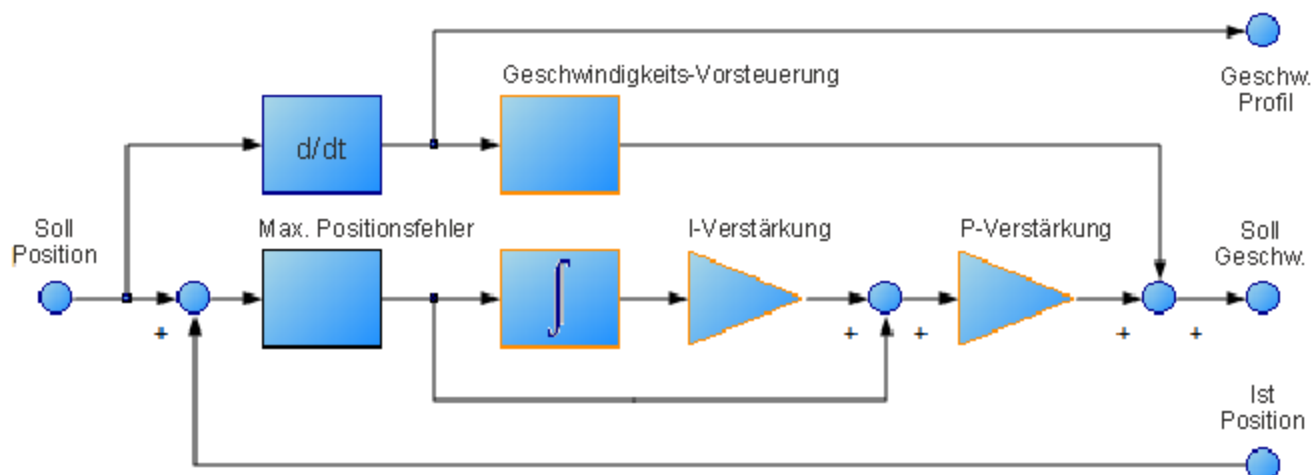 Geschwindigkeits-Vorsteuerung
Geschw.
Profil
d/dt
Soll
Position
Max. Positionsfehler
∫
I-Verstärkung
P-Verstärkung
Soll
Geschw.
+
+
+
+
+
Ist
Position